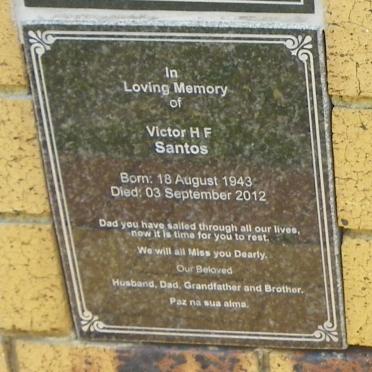 In
Loving Memory
of
Victor H F
Santos
Born: 18 August 1943
Died: 03 September 2012
Dad you have sailed through all our lives,
now it is time for you to rest.
We will all Miss you Dearly.
Our Beloved
Husband, Dad, Grandfather and Brother.
Paz na sua alma.